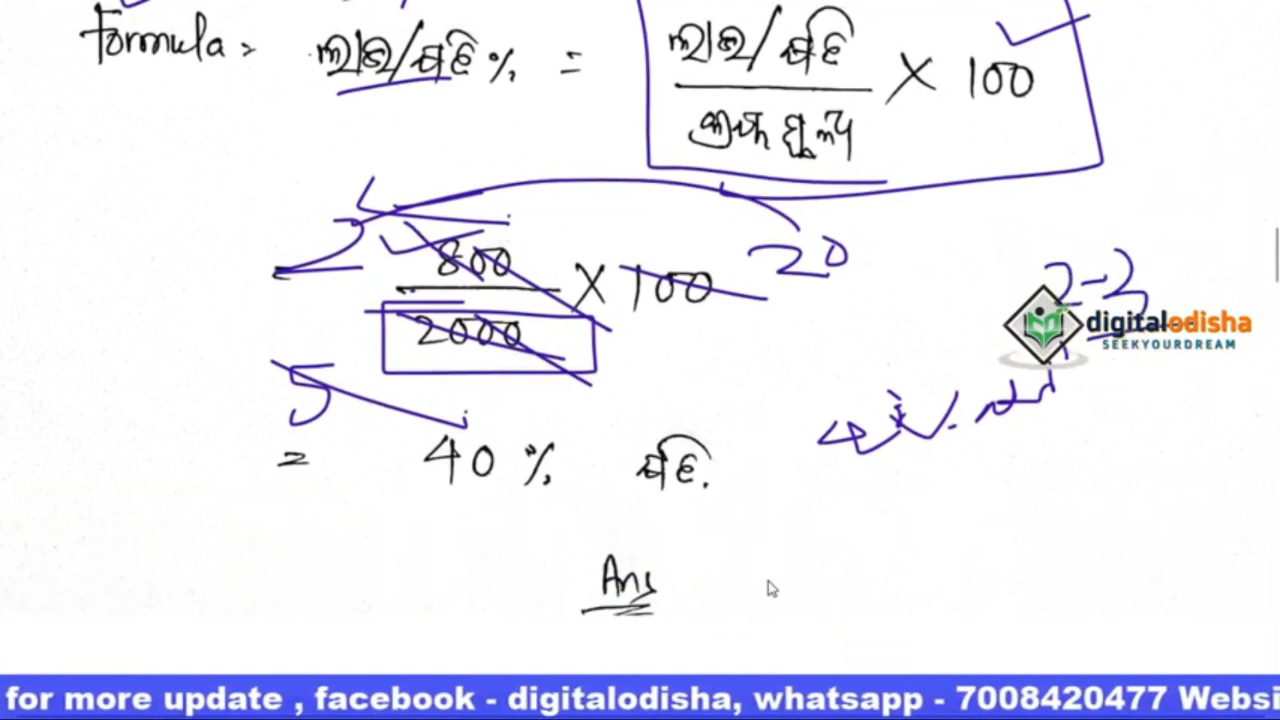 Formula = ଲାଭ/କ୍ଷତି % = ଲାଭ/କ୍ଷତି
କ୍ରୟ ମୂଲ୍ୟ
X 100
2
800
2000
X 100 20
5
= 40 % କ୍ଷତି.
Ans
digitalodisha
SEEKYOURDREAM
for more update , facebook - digitalodisha, whatsapp - 7008420477 Websi